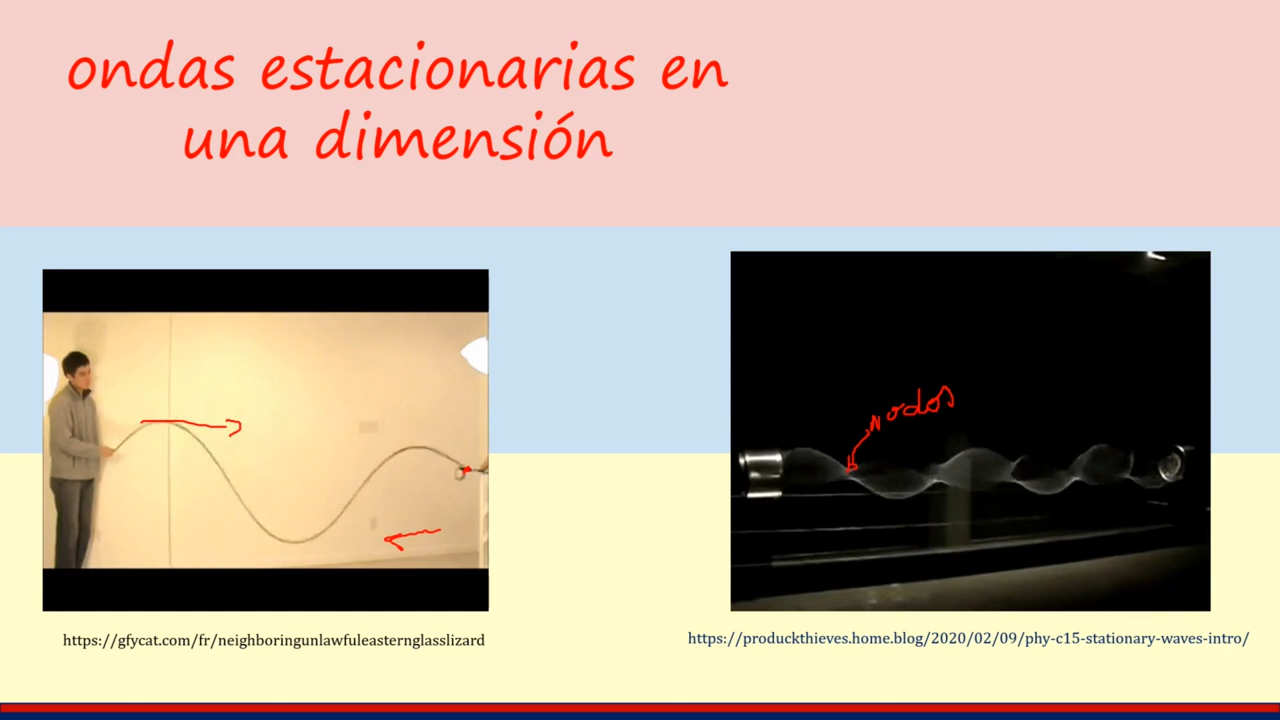 ondas estacionarias en
una dimensión
Nodos
https://gfycat.com/fr/neighboringunlawfuleasternglasslizard
https://produckthieves.home.blog/2020/02/09/phy-c15-stationary-waves-intro/